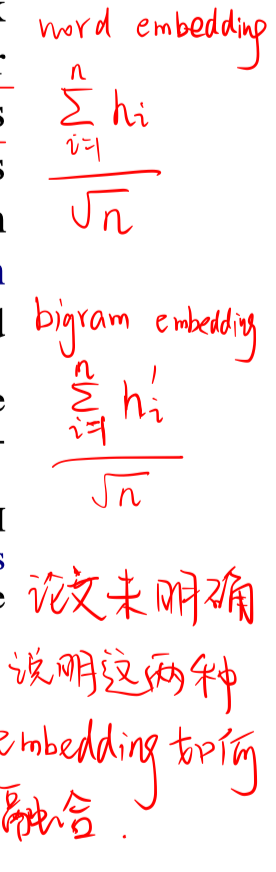 word embedding
\frac{\sum_{i=1}^{n} h_i}{\sqrt{n}}
bigram embedding
\frac{\sum_{i=1}^{n} h_i'}{\sqrt{n}}
论文未明确
说明这两种
embedding如何
融合.